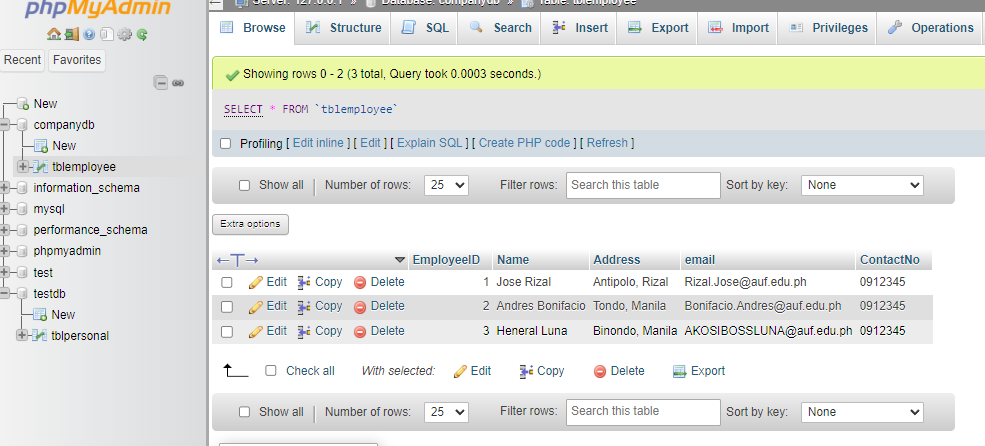 phpMyAdmin
Recent Favorites
New
companydb
New
tblemployee
information_schema
mysql
performance_schema
phpmyadmin
test
testdb
New
tblpersonal
Server: 127.0.0.1 » Database: companydb » Table: tblemployee
Browse Structure SQL Search Insert Export Import Privileges Operations
Showing rows 0 - 2 (3 total, Query took 0.0003 seconds.)
SELECT * FROM `tblemployee`
Profiling [ Edit inline ] [ Edit ] [ Explain SQL ] [ Create PHP code ] [ Refresh ]
Show all Number of rows: 25 Filter rows: Search this table Sort by key: None
Extra options
←T→ EmployeeID Name Address email ContactNo
Edit Copy Delete 1 Jose Rizal Antipolo, Rizal Rizal.Jose@auf.edu.ph 0912345
Edit Copy Delete 2 Andres Bonifacio Tondo, Manila Bonifacio.Andres@auf.edu.ph 0912345
Edit Copy Delete 3 Heneral Luna Binondo, Manila AKOSIBOSSLUNA@auf.edu.ph 0912345
Check all With selected: Edit Copy Delete Export
Show all Number of rows: 25 Filter rows: Search this table Sort by key: None